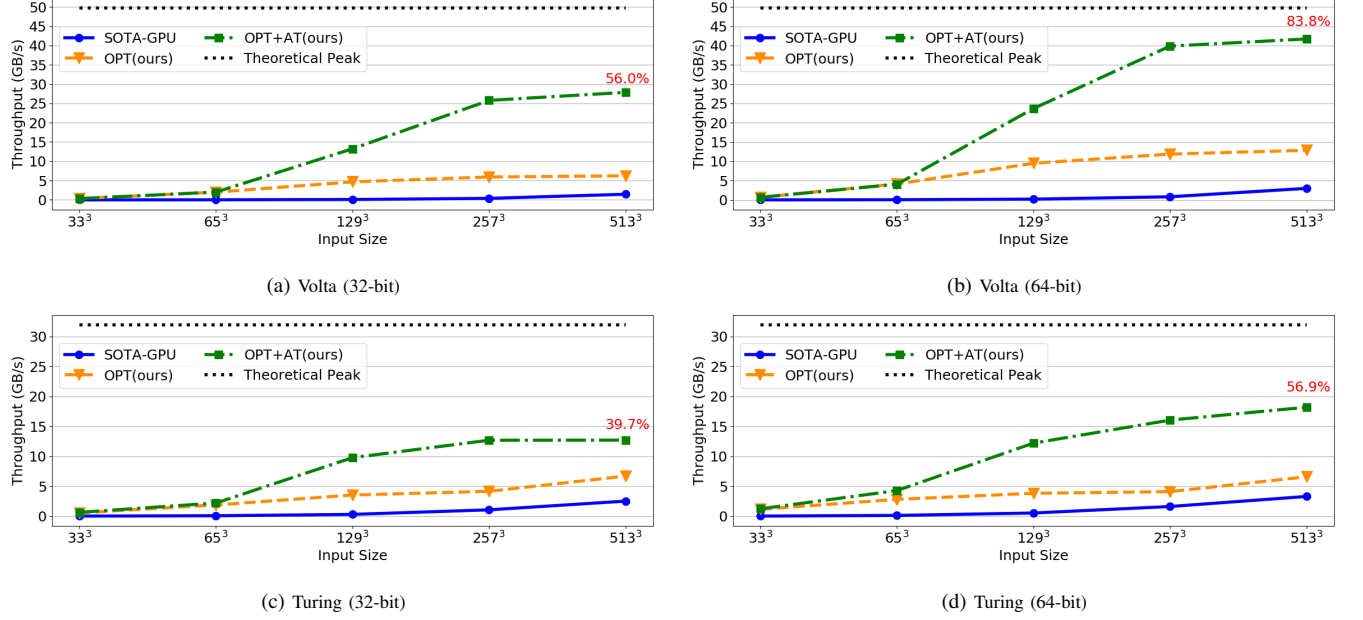 50
45
40
35
30
25
20
15
10
5
0
Throughput (GB/s)
SOTA-GPU
OPT(ours)
OPT+AT(ours)
Theoretical Peak
56.0%
33³ 65³ 129³ 257³ 513³
Input Size
(a) Volta (32-bit)
50
45
40
35
30
25
20
15
10
5
0
Throughput (GB/s)
SOTA-GPU
OPT(ours)
OPT+AT(ours)
Theoretical Peak
83.8%
33³ 65³ 129³ 257³ 513³
Input Size
(b) Volta (64-bit)
30
25
20
15
10
5
0
Throughput (GB/s)
SOTA-GPU
OPT(ours)
OPT+AT(ours)
Theoretical Peak
39.7%
33³ 65³ 129³ 257³ 513³
Input Size
(c) Turing (32-bit)
30
25
20
15
10
5
0
Throughput (GB/s)
SOTA-GPU
OPT(ours)
OPT+AT(ours)
Theoretical Peak
56.9%
33³ 65³ 129³ 257³ 513³
Input Size
(d) Turing (64-bit)